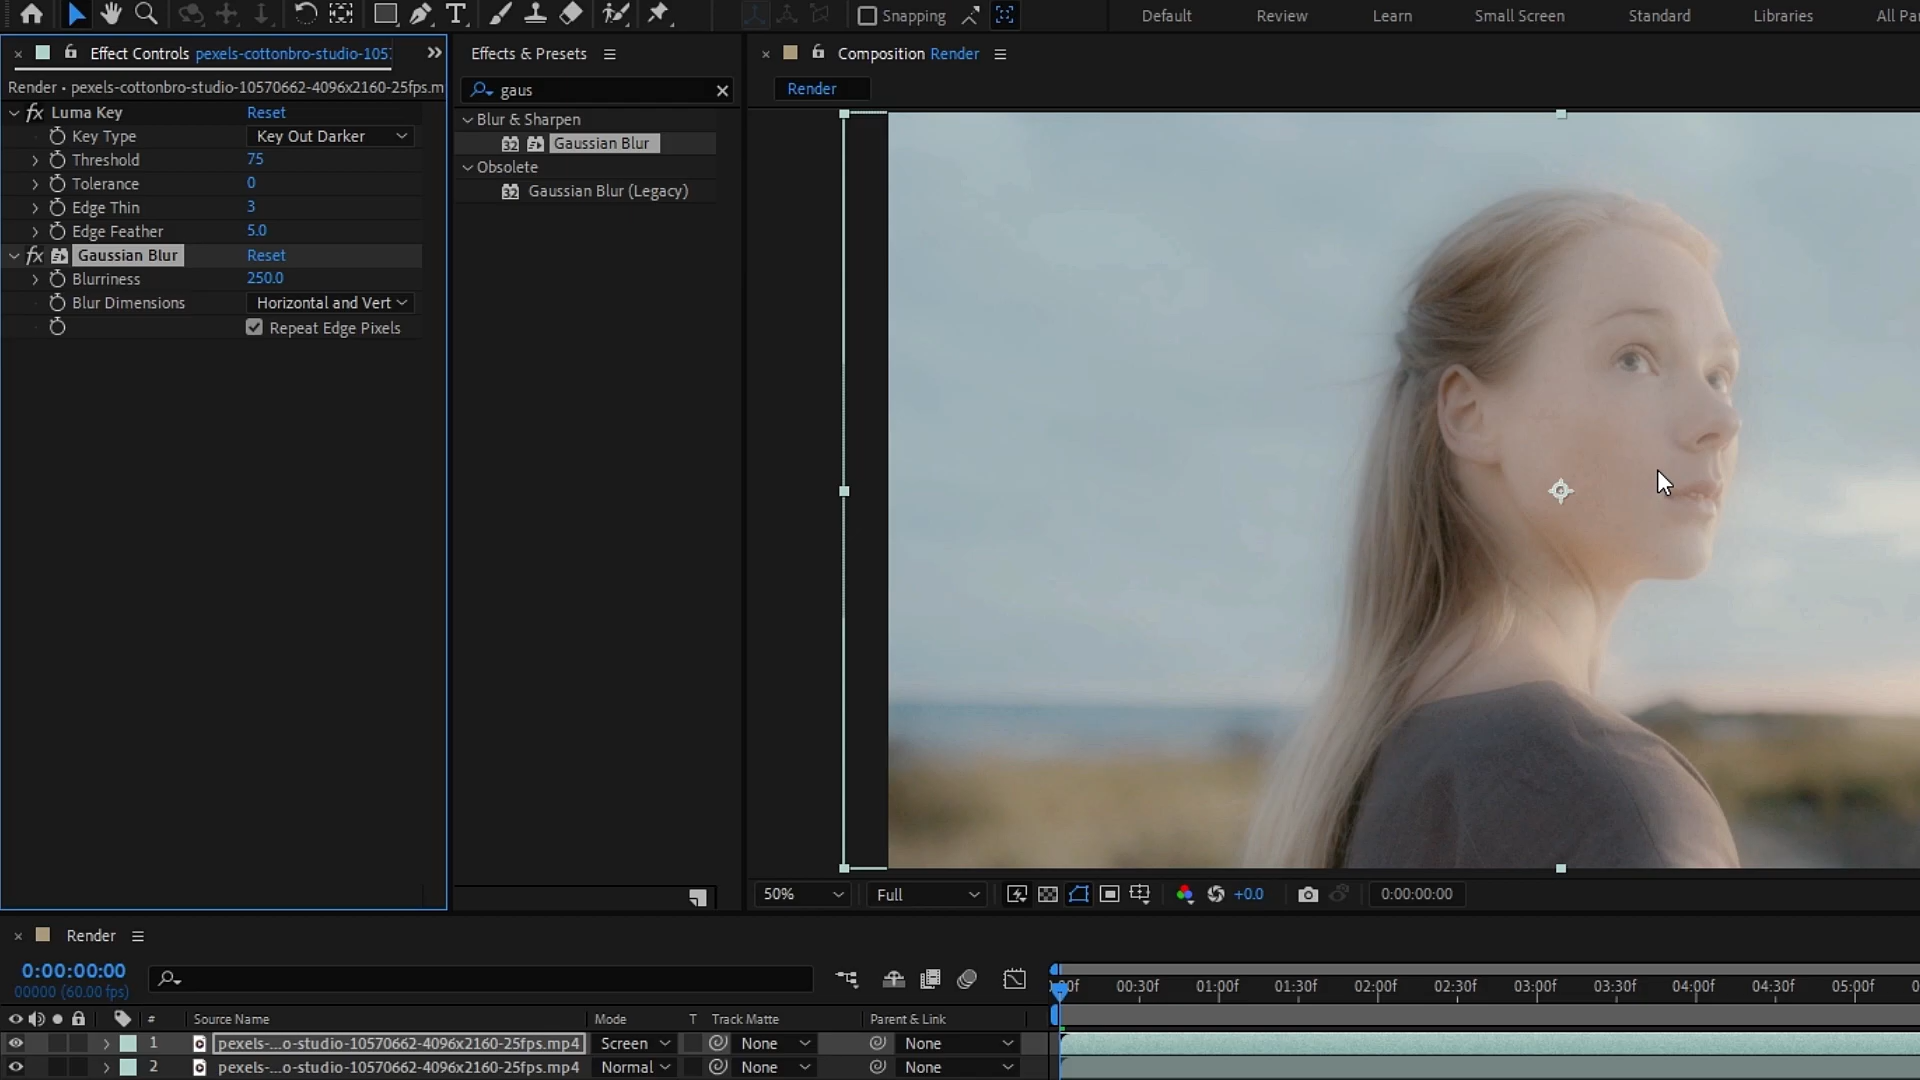 Snapping
Default
Review
Learn
Small Screen
Standard
Libraries
All Pa
Effect Controls pexels-cottonbro-studio-105
Render • pexels-cottonbro-studio-10570662-4096x2160-25fps.m
fx Luma Key Reset
Key Type Key Out Darker
Threshold 75
Tolerance 0
Edge Thin 3
Edge Feather 5.0
fx Gaussian Blur Reset
Blurriness 250.0
Blur Dimensions Horizontal and Vert
Repeat Edge Pixels
Effects & Presets
gaus
Blur & Sharpen
32 Gaussian Blur
Obsolete
32 Gaussian Blur (Legacy)
Composition Render
Render
50% Full +0.0 0:00:00:00
Render
0:00:00:00
00000 (60.00 fps)
00f 00:30f 01:00f 01:30f 02:00f 02:30f 03:00f 03:30f 04:00f 04:30f 05:00f
# Source Name Mode T Track Matte Parent & Link
1 pexels-...o-studio-10570662-4096x2160-25fps.mp4 Screen None None
2 pexels-...o-studio-10570662-4096x2160-25fps.mp4 Normal None None